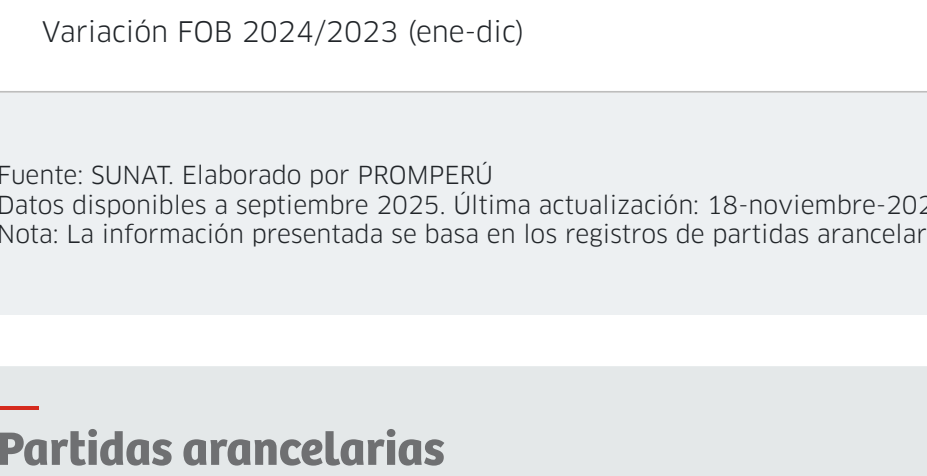 Variación FOB 2024/2023 (ene-dic)
Fuente: SUNAT. Elaborado por PROMPERÚ
Datos disponibles a septiembre 2025. Última actualización: 18-noviembre-202
Nota: La información presentada se basa en los registros de partidas arancelar
Partidas arancelarias